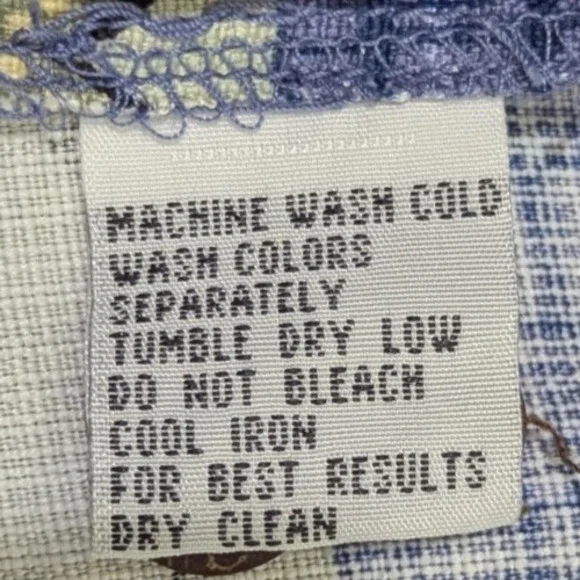 MACHINE WASH COLD
WASH COLORS
SEPARATELY
TUMBLE DRY LOW
DO NOT BLEACH
COOL IRON
FOR BEST RESULTS
DRY CLEAN